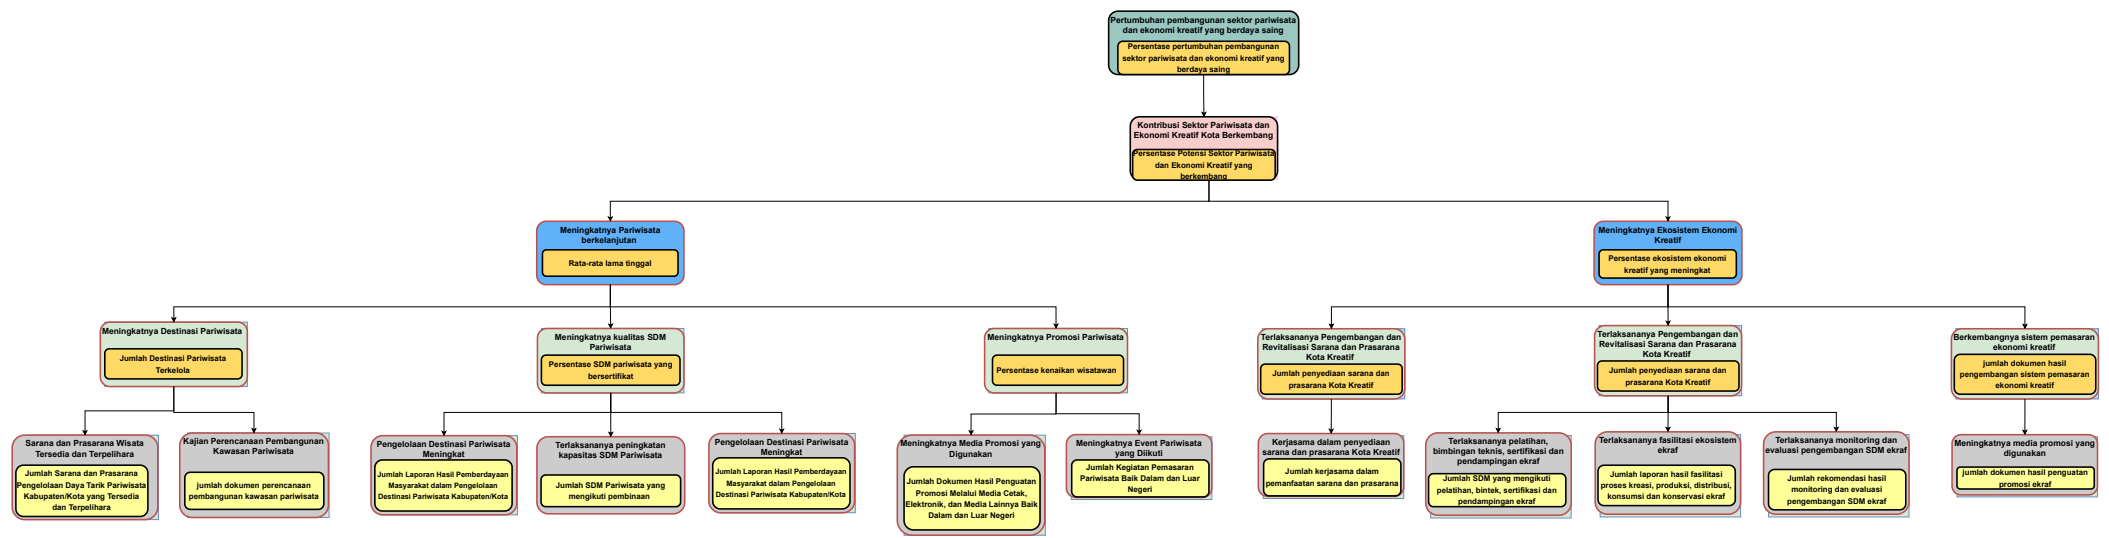 Pertumbuhan pembangunan sektor pariwisata
dan ekonomi kreatif yang berdaya saing
Persentase pertumbuhan pembangunan
sektor pariwisata dan ekonomi kreatif yang
berdaya saing
Kontribusi Sektor Pariwisata dan
Ekonomi Kreatif Kota Berkembang
Persentase Potensi Sektor Pariwisata
dan Ekonomi Kreatif yang
berkembang
Meningkatnya Pariwisata
berkelanjutan
Rata-rata lama tinggal
Meningkatnya Ekosistem Ekonomi
Kreatif
Persentase ekosistem ekonomi
kreatif yang meningkat
Meningkatnya Destinasi Pariwisata
Jumlah Destinasi Pariwisata
Terkelola
Meningkatnya kualitas SDM
Pariwisata
Persentase SDM pariwisata yang
bersertifikat
Meningkatnya Promosi Pariwisata
Persentase kenaikan wisatawan
Terlaksananya Pengembangan dan
Revitalisasi Sarana dan Prasarana
Kota Kreatif
Jumlah penyediaan sarana dan
prasarana Kota Kreatif
Terlaksananya Pengembangan dan
Revitalisasi Sarana dan Prasarana
Kota Kreatif
Jumlah penyediaan sarana dan
prasarana Kota Kreatif
Berkembangnya sistem pemasaran
ekonomi kreatif
jumlah dokumen hasil
pengembangan sistem pemasaran
ekonomi kreatif
Sarana dan Prasarana Wisata
Tersedia dan Terpelihara
Jumlah Sarana dan Prasarana
Pengelolaan Daya Tarik Pariwisata
Kabupaten/Kota yang Tersedia
dan Terpelihara
Kajian Perencanaan Pembangunan
Kawasan Pariwisata
jumlah dokumen perencanaan
pembangunan kawasan pariwisata
Pengelolaan Destinasi Pariwisata
Meningkat
Jumlah Laporan Hasil Pemberdayaan
Masyarakat dalam Pengelolaan
Destinasi Pariwisata Kabupaten/Kota
Terlaksananya peningkatan
kapasitas SDM Pariwisata
Jumlah SDM Pariwisata yang
mengikuti pembinaan
Pengelolaan Destinasi Pariwisata
Meningkat
Jumlah Laporan Hasil Pemberdayaan
Masyarakat dalam Pengelolaan
Destinasi Pariwisata Kabupaten/Kota
Meningkatnya Media Promosi yang
Digunakan
Jumlah Dokumen Hasil Penguatan
Promosi Melalui Media Cetak,
Elektronik, dan Media Lainnya Baik
Dalam dan Luar Negeri
Meningkatnya Event Pariwisata
yang Diikuti
Jumlah Kegiatan Pemasaran
Pariwisata Baik Dalam dan Luar
Negeri
Kerjasama dalam penyediaan
sarana dan prasarana Kota Kreatif
Jumlah kerjasama dalam
pemanfaatan sarana dan prasarana
Terlaksananya pelatihan,
bimbingan teknis, sertifikasi dan
pendampingan ekraf
Jumlah SDM yang mengikuti
pelatihan, bintek, sertifikasi dan
pendampingan ekraf
Terlaksananya fasilitasi ekosistem
ekraf
Jumlah laporan hasil fasilitasi
proses kreasi, produksi, distribusi,
konsumsi dan konservasi ekraf
Terlaksananya monitoring dan
evaluasi pengembangan SDM ekraf
Jumlah rekomendasi hasil
monitoring dan evaluasi
pengembangan SDM ekraf
Meningkatnya media promosi yang
digunakan
jumlah dokumen hasil penguatan
promosi ekraf